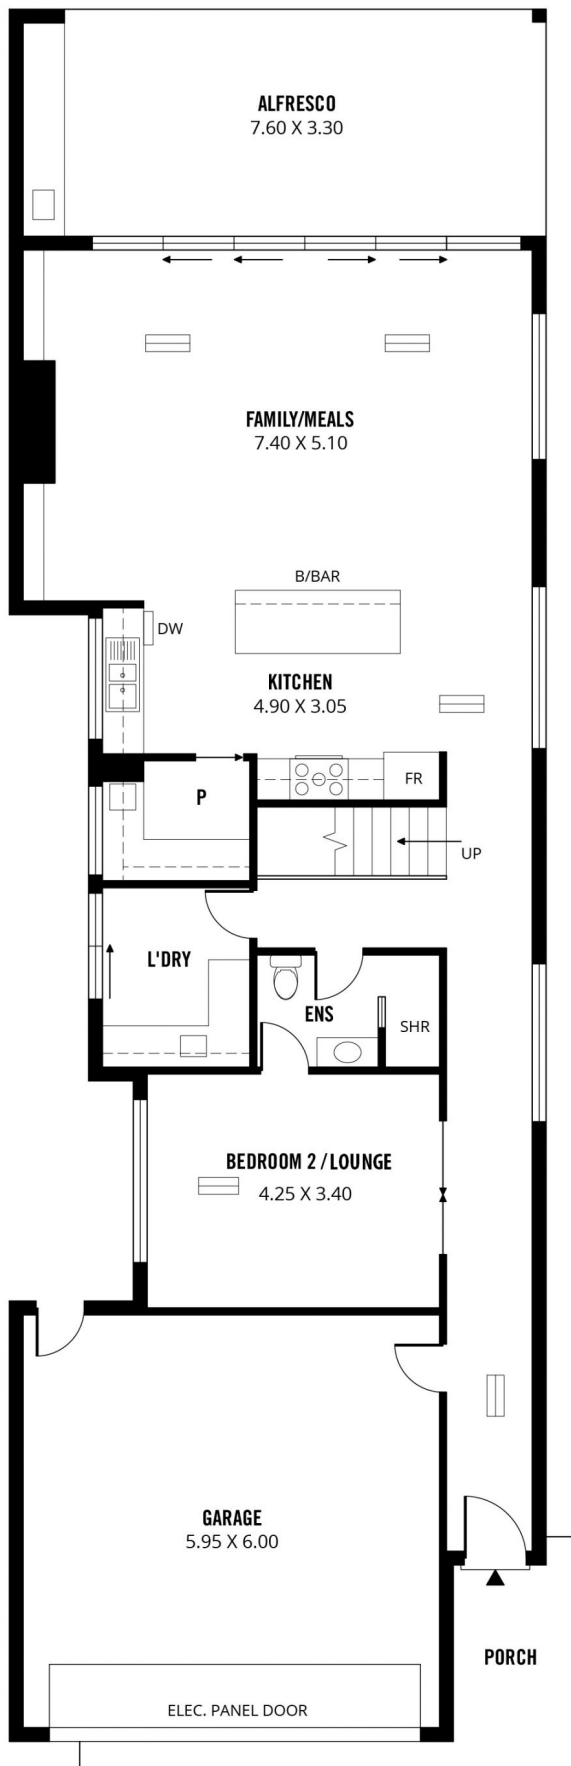 ALFRESCO
7.60 X 3.30
FAMILY/MEALS
7.40 X 5.10
B/BAR
DW
KITCHEN
4.90 X 3.05
P
FR
UP
L'DRY
ENS
SHR
BEDROOM 2 / LOUNGE
4.25 X 3.40
GARAGE
5.95 X 6.00
PORCH
ELEC. PANEL DOOR